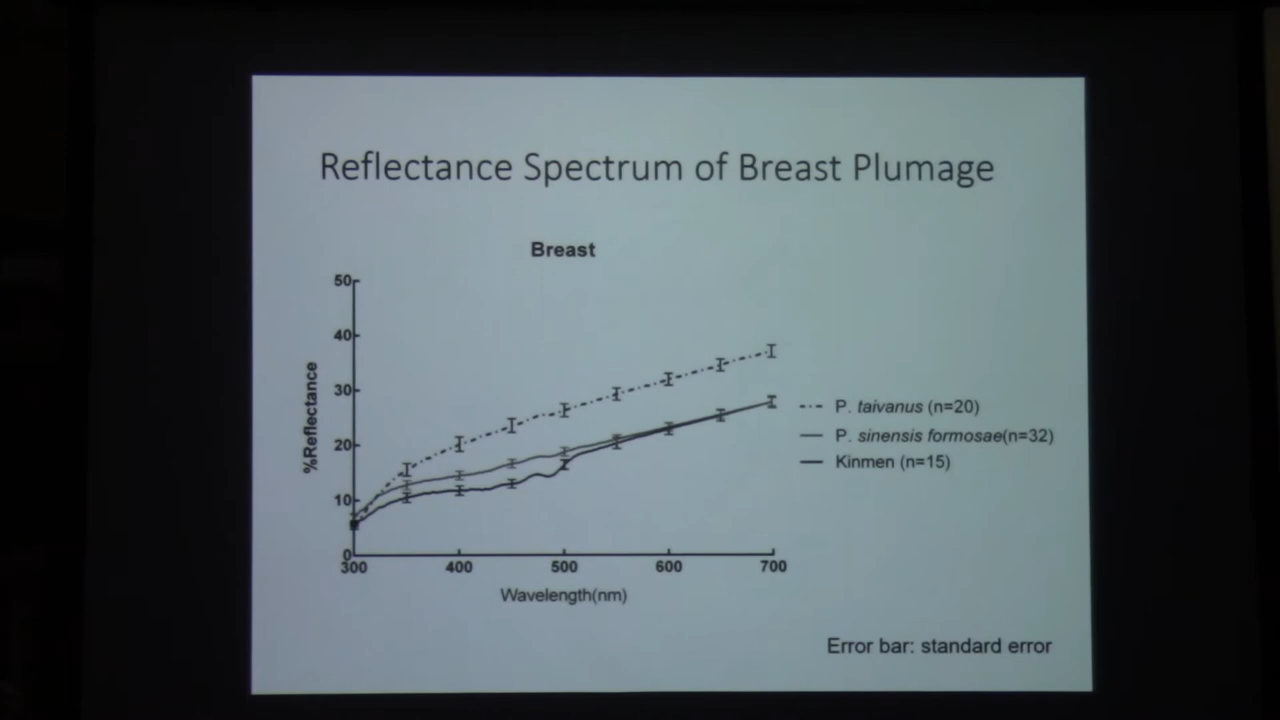 Reflectance Spectrum of Breast Plumage
Breast
50
40
30
20
10
0
%Reflectance
300 400 500 600 700
Wavelength(nm)
P. taivanus (n=20)
P. sinensis formosae(n=32)
Kinmen (n=15)
Error bar: standard error